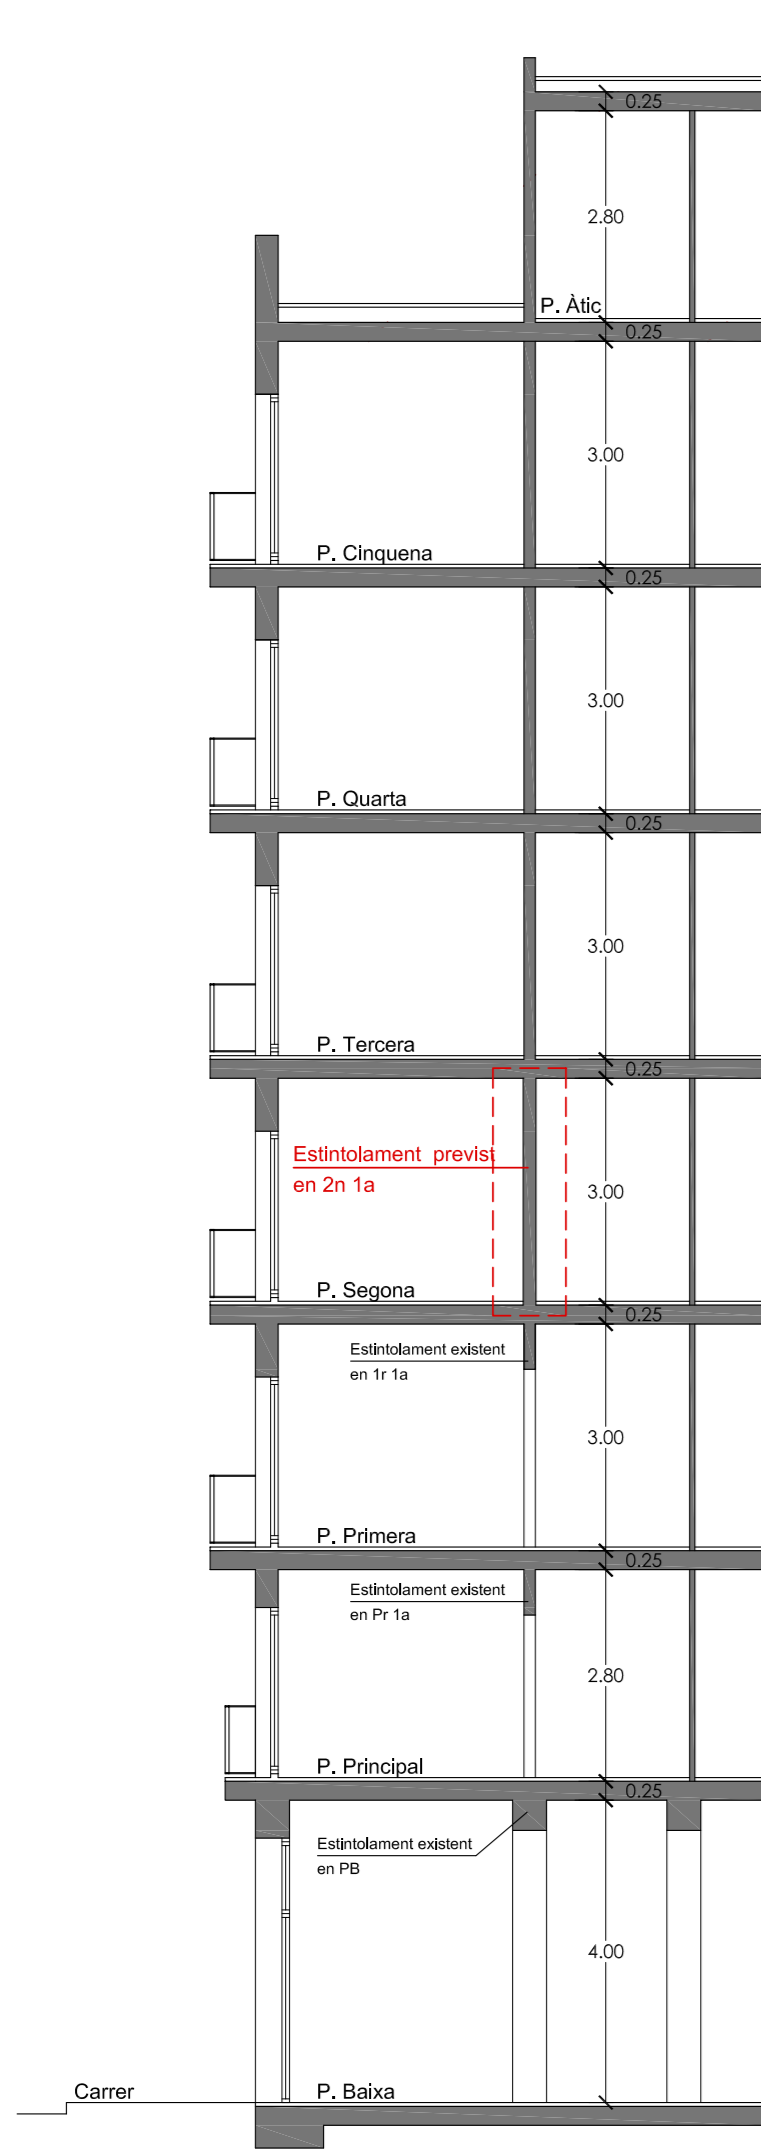 0.25
2.80
P. Àtic
0.25
3.00
P. Cinquena
0.25
3.00
P. Quarta
0.25
3.00
P. Tercera
0.25
Estintolament previst
en 2n 1a
3.00
P. Segona
0.25
Estintolament existent
en 1r 1a
3.00
P. Primera
0.25
Estintolament existent
en Pr 1a
2.80
P. Principal
0.25
Estintolament existent
en PB
4.00
Carrer
P. Baixa